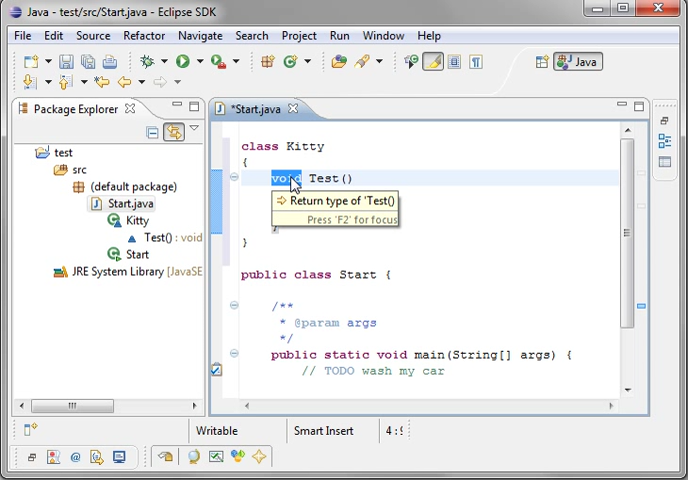 Java - test/src/Start.java - Eclipse SDK
File Edit Source Refactor Navigate Search Project Run Window Help
Java
Package Explorer
test
src
(default package)
Start.java
Kitty
Test() : void
Start
JRE System Library [JavaSE
*Start.java
class Kitty
{
void Test()
Return type of 'Test()
Press 'F2' for focus
}
}
public class Start {
/**
* @param args
*/
public static void main(String[] args) {
// TODO wash my car
Writable Smart Insert 4 : 9